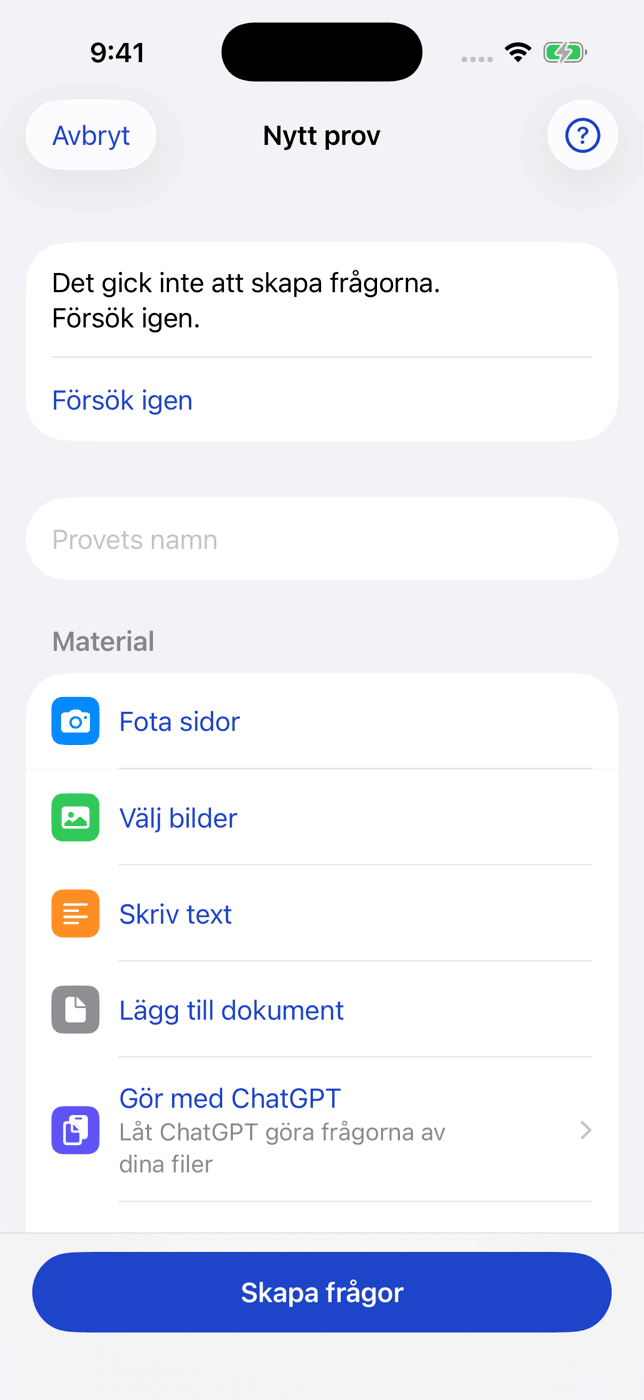 9:41
Avbryt
Nytt prov
?
Det gick inte att skapa frågorna.
Försök igen.
Försök igen
Provets namn
Material
Fota sidor
Välj bilder
Skriv text
Lägg till dokument
Gör med ChatGPT
Låt ChatGPT göra frågorna av
dina filer
Skapa frågor